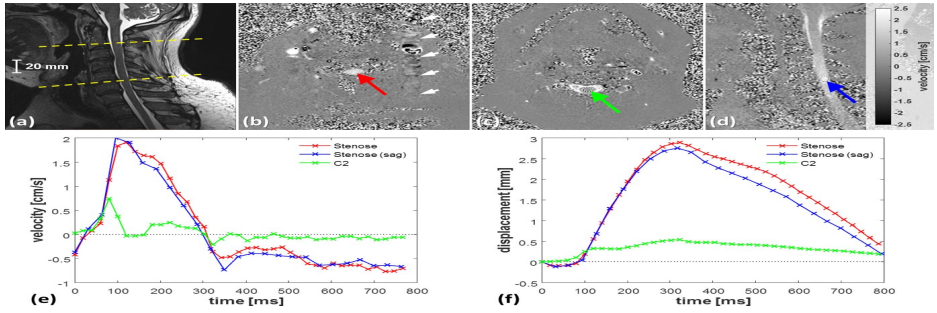 20 mm
(a)
(b)
(c)
(d)
2.5
2
1.5
1
0.5
0
-0.5
-1
-1.5
-2
-2.5
velocity [cm/s]
2
1.5
1
0.5
0
-0.5
-1
velocity [cm/s]
Stenose
Stenose (sag)
C2
0 100 200 300 400 500 600 700 800
(e) time [ms]
3
2.5
2
1.5
1
0.5
0
-0.5
displacement [mm]
Stenose
Stenose (sag)
C2
0 100 200 300 400 500 600 700 800
(f) time [ms]